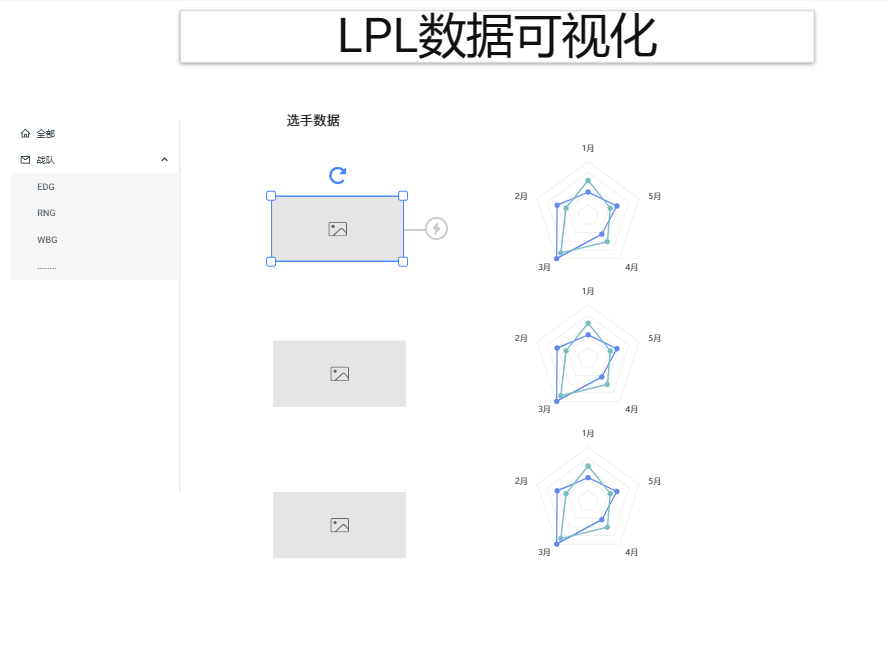 LPL数据可视化
全部
战队
EDG
RNG
WBG
........
选手数据
1月
2月
5月
3月
4月
1月
2月
5月
3月
4月
1月
2月
5月
3月
4月